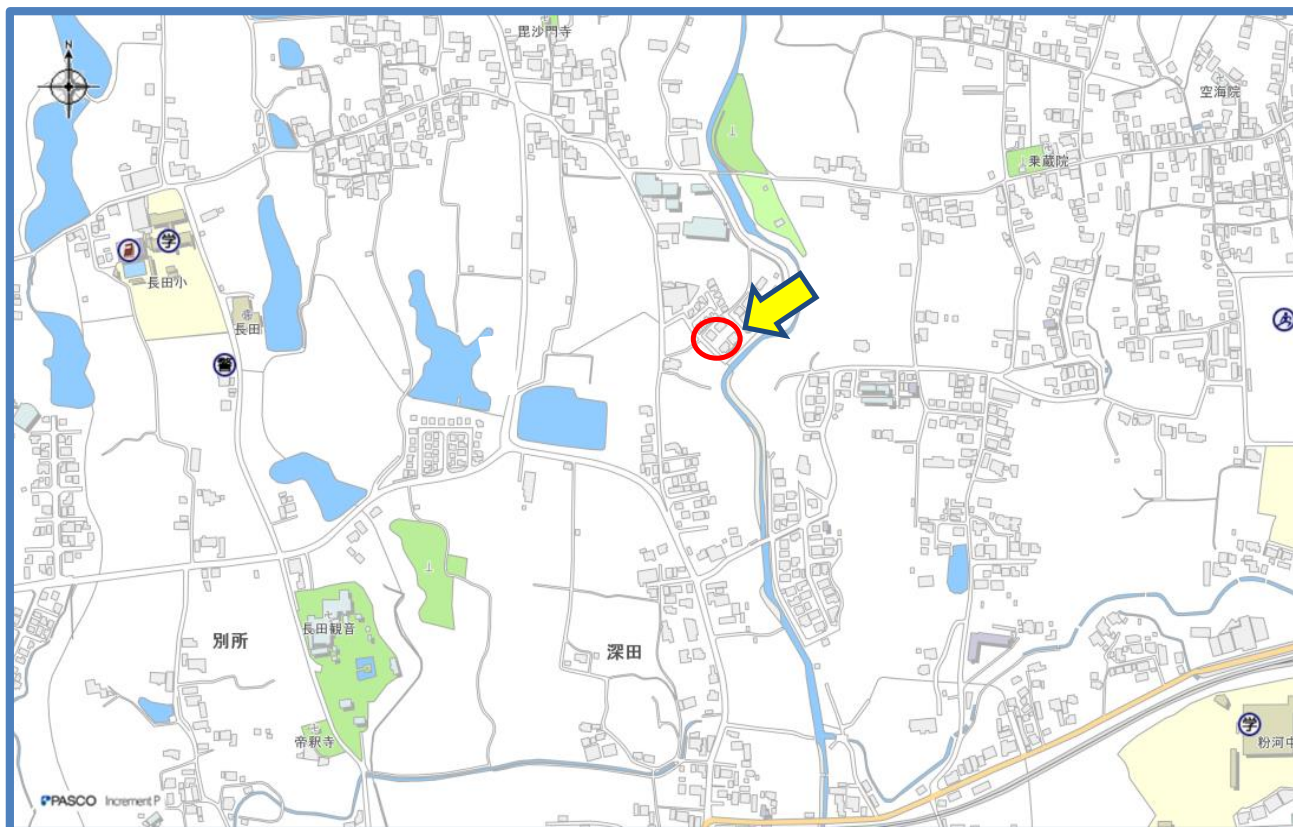 毘沙門寺
N
空海院
乗蔵院
学
長田小
長田
別所
長田観音
深田
帝釈寺
学
粉河中
PASCO Increment P